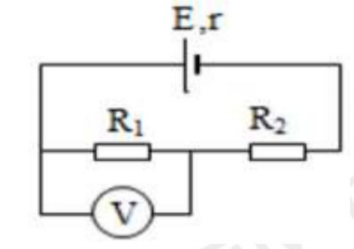 E,r
R₁ R₂
V